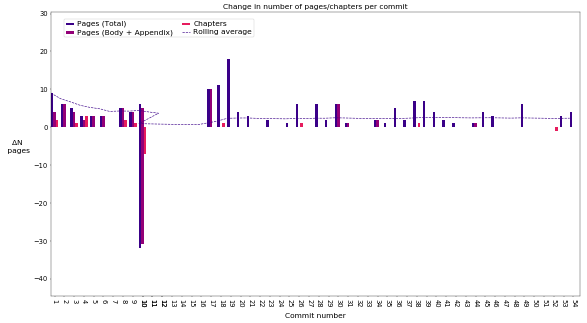 Change in number of pages/chapters per commit
Pages (Total)
Pages (Body + Appendix)
Chapters
Rolling average
30
20
10
0
−10
−20
−30
−40
ΔN
pages
1 2 3 4 5 6 7 8 9 10 11 12 13 14 15 16 17 18 19 20 21 22 23 24 25 26 27 28 29 30 31 32 33 34 35 36 37 38 39 40 41 42 43 44 45 46 47 48 49 50 51 52 53 54
Commit number